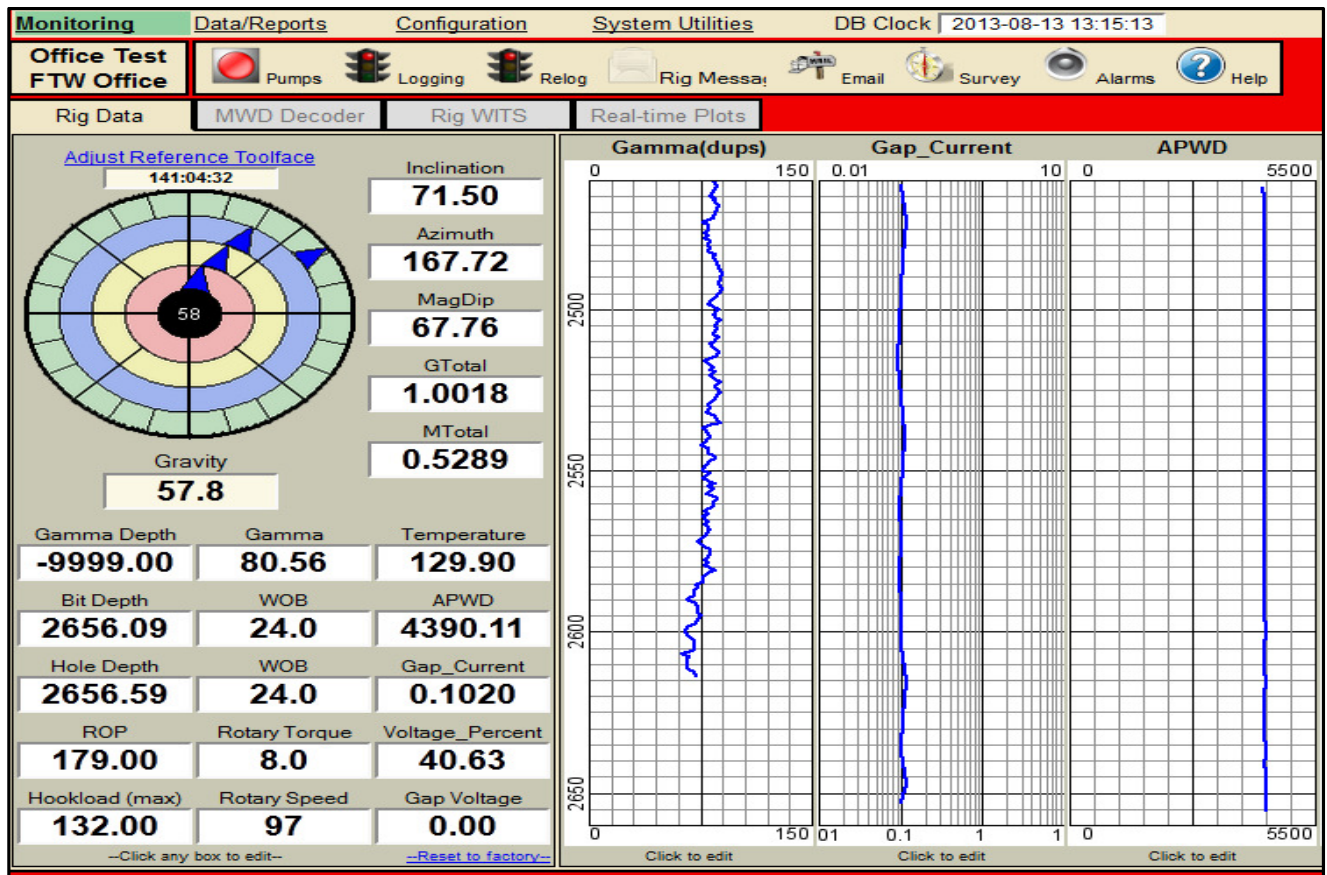 Monitoring Data/Reports Configuration System Utilities DB Clock 2013-08-13 13:15:13
Office Test
FTW Office
Pumps Logging Relog Rig Messa Email Survey Alarms Help
Rig Data MWD Decoder Rig WITS Real-time Plots
Adjust Reference Toolface
141:04:32
58
Gravity
57.8
Inclination
71.50
Azimuth
167.72
MagDip
67.76
GTotal
1.0018
MTotal
0.5289
Gamma Depth Gamma Temperature
-9999.00 80.56 129.90
Bit Depth WOB APWD
2656.09 24.0 4390.11
Hole Depth WOB Gap_Current
2656.59 24.0 0.1020
ROP Rotary Torque Voltage_Percent
179.00 8.0 40.63
Hookload (max) Rotary Speed Gap Voltage
132.00 97 0.00
--Click any box to edit-- --Reset to factory--
Gamma(dups) Gap_Current APWD
0 150 0.01 10 0 5500
2500
2550
2600
2650
0 150 01 0.1 1 1 0 5500
Click to edit Click to edit Click to edit